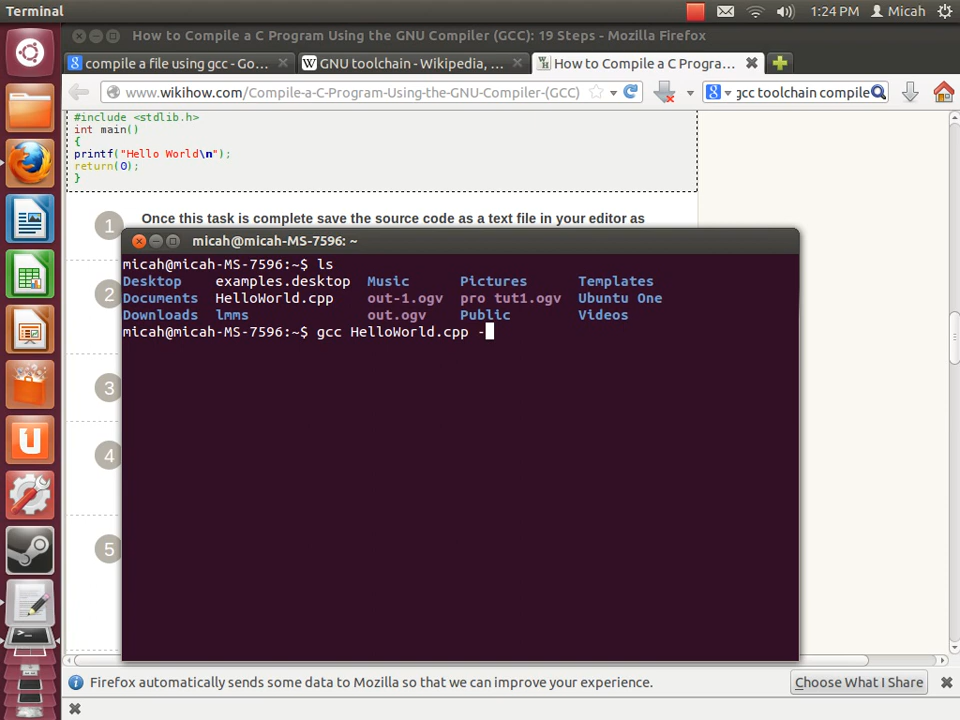 Terminal
1:24 PM
Micah
How to Compile a C Program Using the GNU Compiler (GCC): 19 Steps - Mozilla Firefox
compile a file using gcc - Go...
GNU toolchain - Wikipedia, ...
How to Compile a C Progra...
www.wikihow.com/Compile-a-C-Program-Using-the-GNU-Compiler-(GCC)
gcc toolchain compile
#include <stdlib.h>
int main()
{
printf("Hello World\n");
return(0);
}
1
Once this task is complete save the source code as a text file in your editor as
micah@micah-MS-7596: ~
micah@micah-MS-7596:~$ ls
Desktop examples.desktop Music Pictures Templates
Documents HelloWorld.cpp out-1.ogv pro tut1.ogv Ubuntu One
Downloads lmms out.ogv Public Videos
micah@micah-MS-7596:~$ gcc HelloWorld.cpp -
2
3
4
5
Firefox automatically sends some data to Mozilla so that we can improve your experience.
Choose What I Share